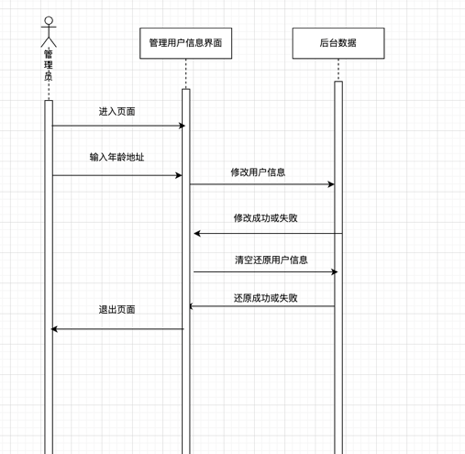 管理员
管理用户信息界面
后台数据
进入页面
输入年龄地址
修改用户信息
修改成功或失败
清空还原用户信息
还原成功或失败
退出页面